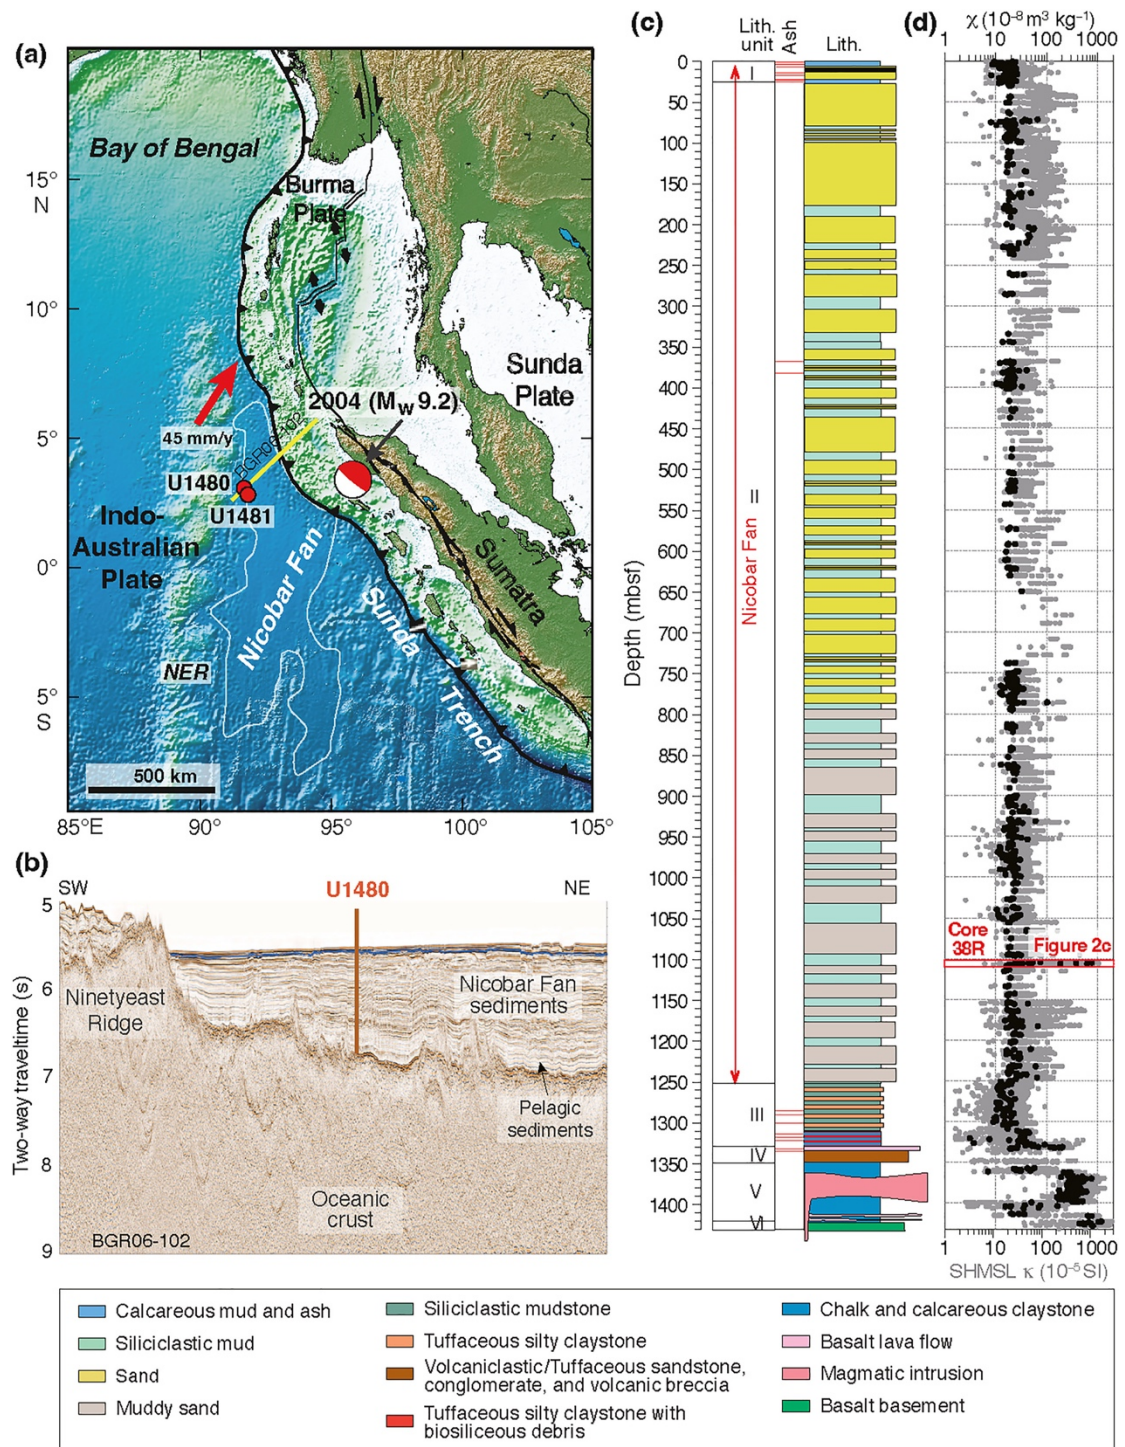 (a)
Bay of Bengal
15°
N
Burma
Plate
10°
Sunda
Plate
2004 (MW 9.2)
45 mm/y
5°
BGR06-102
U1480
U1481
Indo-
Australian
Plate
0°
Nicobar Fan
Sumatra
Sunda
Trench
NER
5°
S
500 km
85°E
90°
95°
100°
105°
(b)
SW
U1480
NE
5
6
7
8
9
Two-way traveltime (s)
Ninetyeast
Ridge
Nicobar Fan
sediments
Pelagic
sediments
Oceanic
crust
BGR06-102
(c)
Lith.
unit
Ash
Lith.
Depth (mbsf)
0
50
100
150
200
250
300
350
400
450
500
550
600
650
700
750
800
850
900
950
1000
1050
1100
1150
1200
1250
1300
1350
1400
Nicobar Fan
I
II
III
IV
V
VI
(d)
χ (10⁻⁸ m³ kg⁻¹)
1 10 100 1000
Core
38R
Figure 2c
1 10 100 1000
SHMSL κ (10⁻⁵ SI)
Calcareous mud and ash
Siliciclastic mud
Sand
Muddy sand
Siliciclastic mudstone
Tuffaceous silty claystone
Volcaniclastic/Tuffaceous sandstone,
conglomerate, and volcanic breccia
Tuffaceous silty claystone with
biosiliceous debris
Chalk and calcareous claystone
Basalt lava flow
Magmatic intrusion
Basalt basement